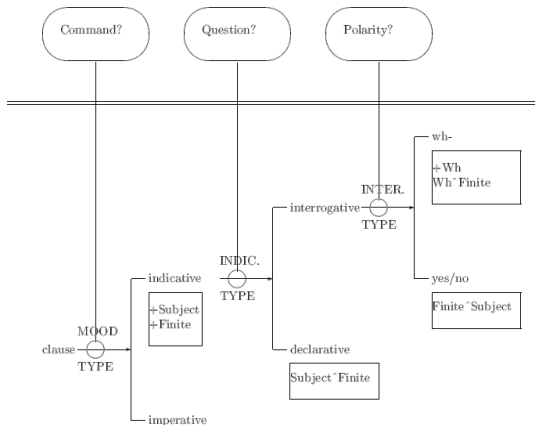 Command?
Question?
Polarity?
wh-
+Wh
Wh^Finite
INTER.
interrogative
TYPE
INDIC.
indicative
yes/no
TYPE
+Subject
+Finite
Finite^Subject
MOOD
clause
declarative
TYPE
Subject^Finite
imperative